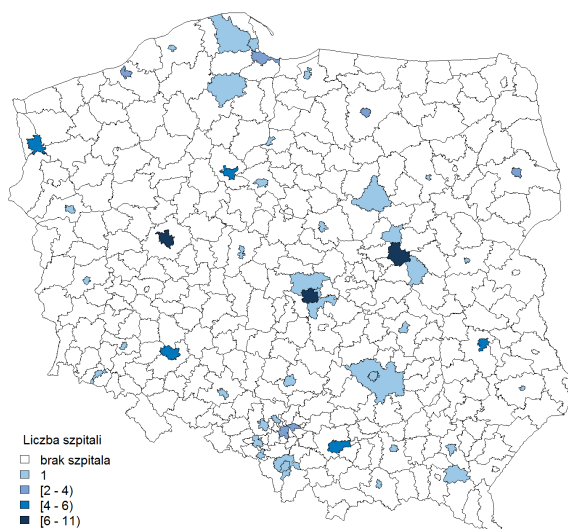 Liczba szpitali
brak szpitala
1
[2 - 4)
[4 - 6)
[6 - 11)